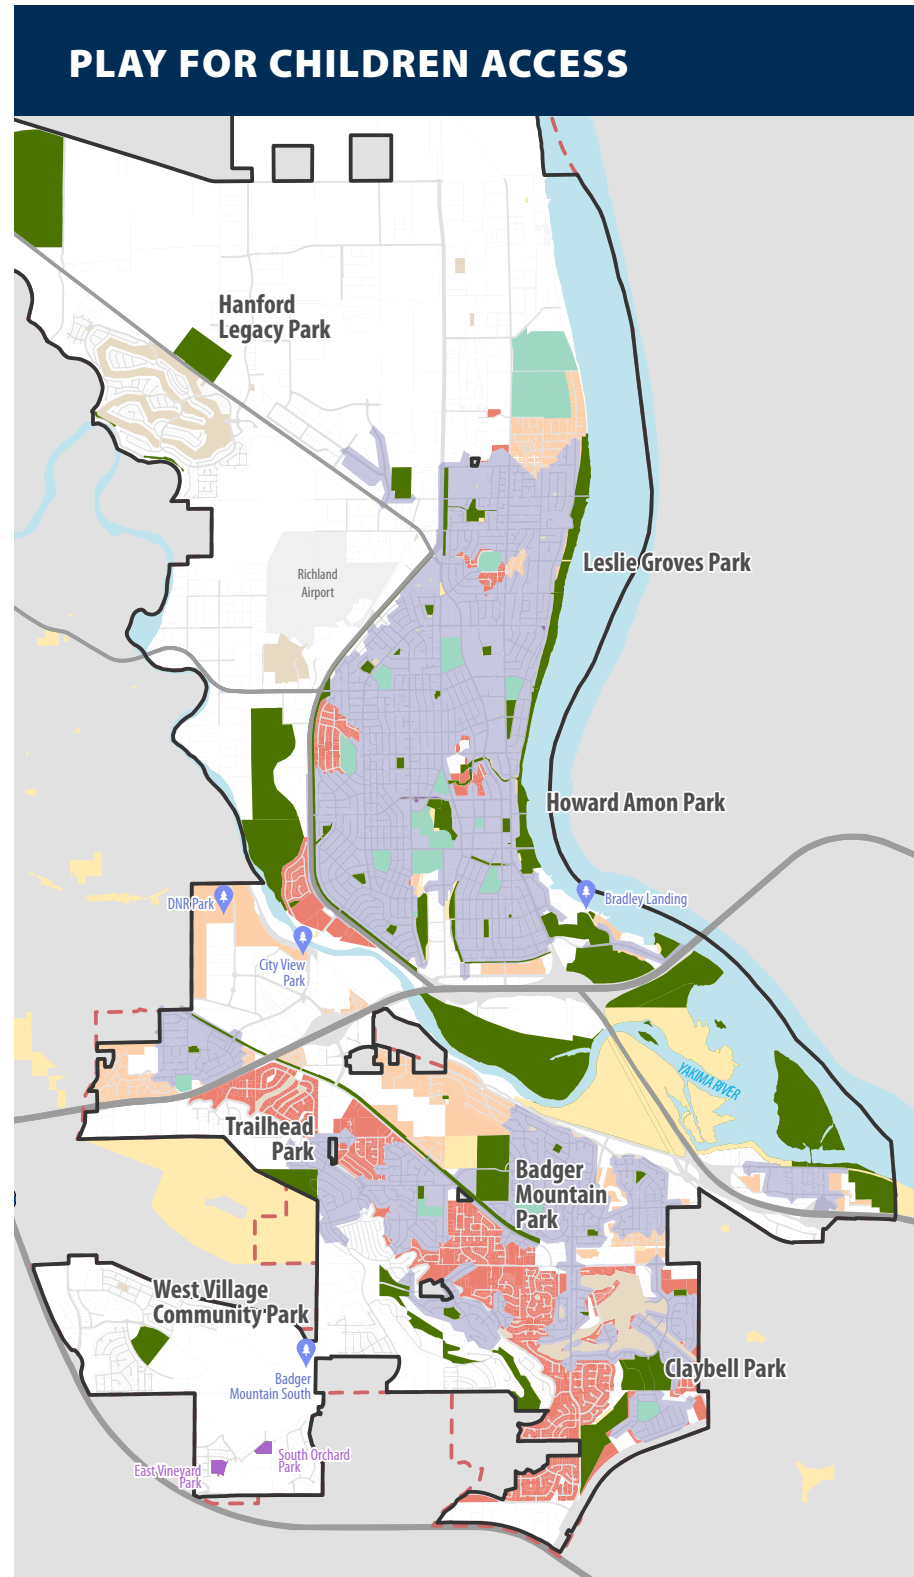 PLAY FOR CHILDREN ACCESS
Hanford
Legacy Park
Leslie Groves Park
Richland
Airport
Howard Amon Park
Bradley Landing
DNR Park
City View
Park
YAKIMA RIVER
Trailhead
Park
Badger
Mountain
Park
West Village
Community Park
Badger
Mountain South
Claybell Park
South Orchard
Park
East Vineyard
Park